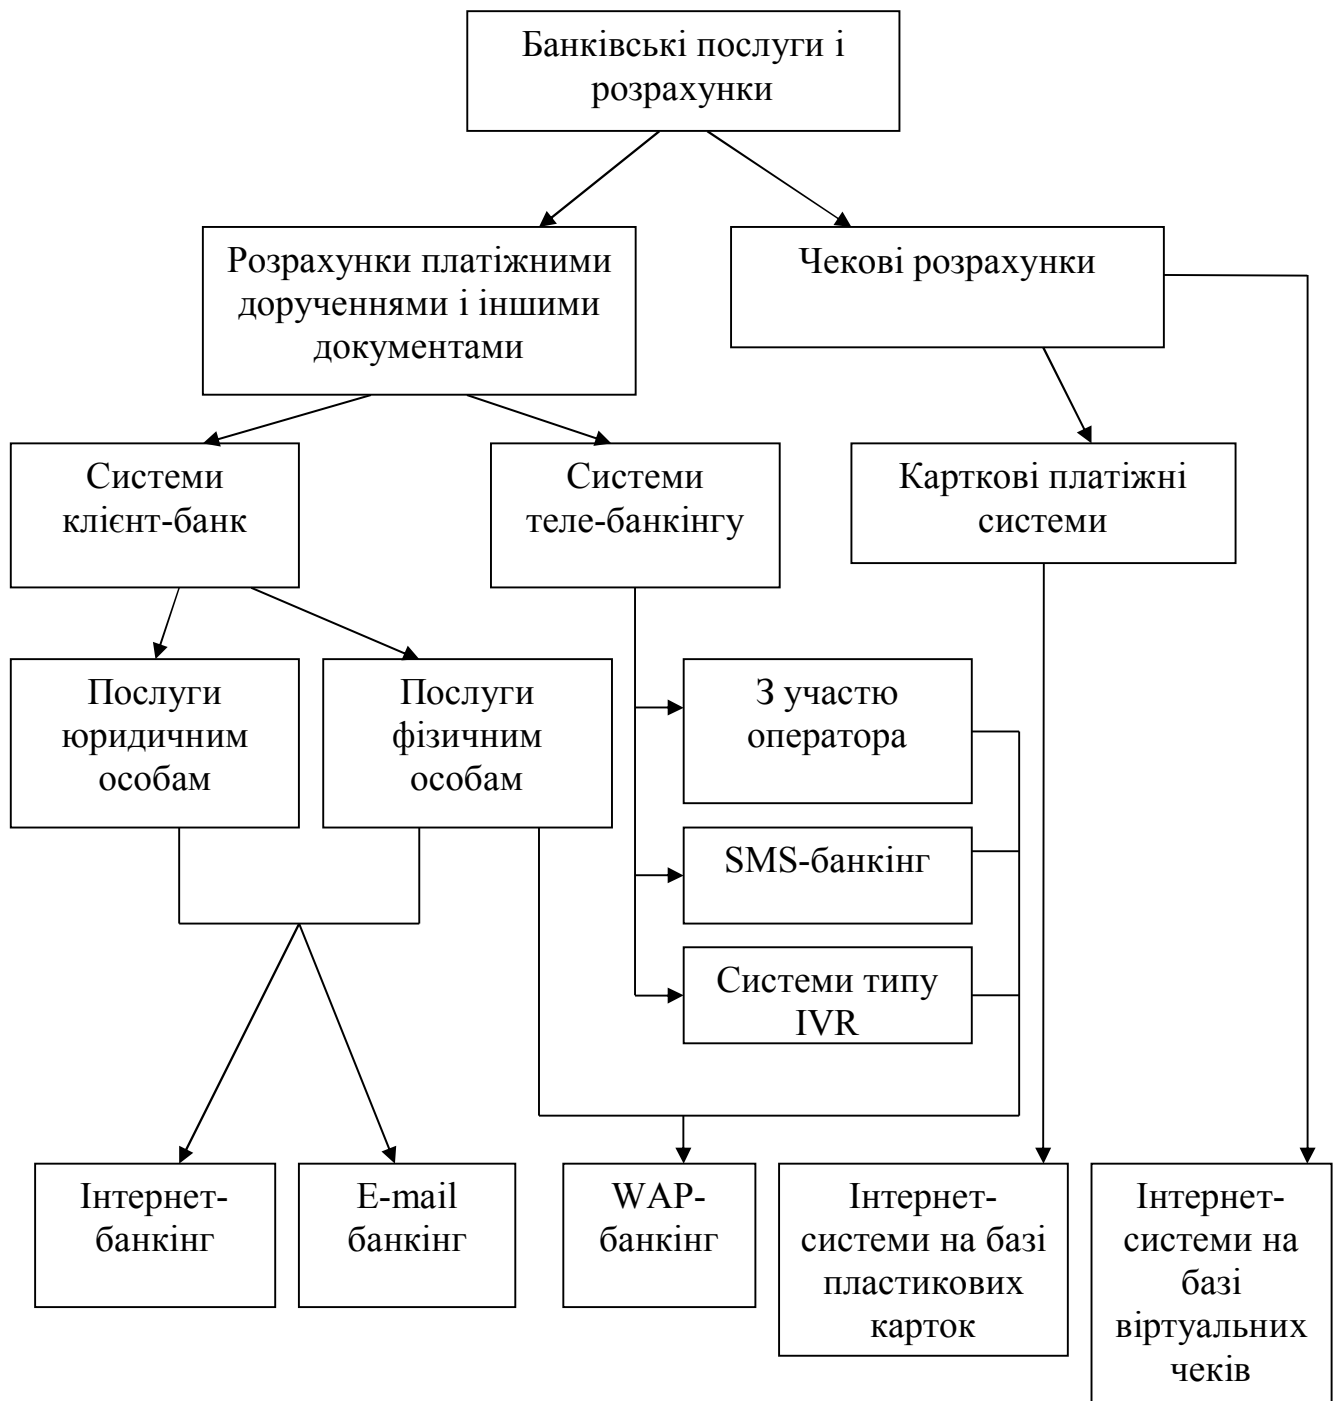 Банківські послуги і
розрахунки
Розрахунки платіжними
дорученнями і іншими
документами
Чекові розрахунки
Системи
клієнт-банк
Системи
теле-банкінгу
Карткові платіжні
системи
Послуги
юридичним
особам
Послуги
фізичним
особам
З участю
оператора
SMS-банкінг
Системи типу
IVR
Інтернет-
банкінг
E-mail
банкінг
WAP-
банкінг
Інтернет-
системи на базі
пластикових
карток
Інтернет-
системи на
базі
віртуальних
чеків